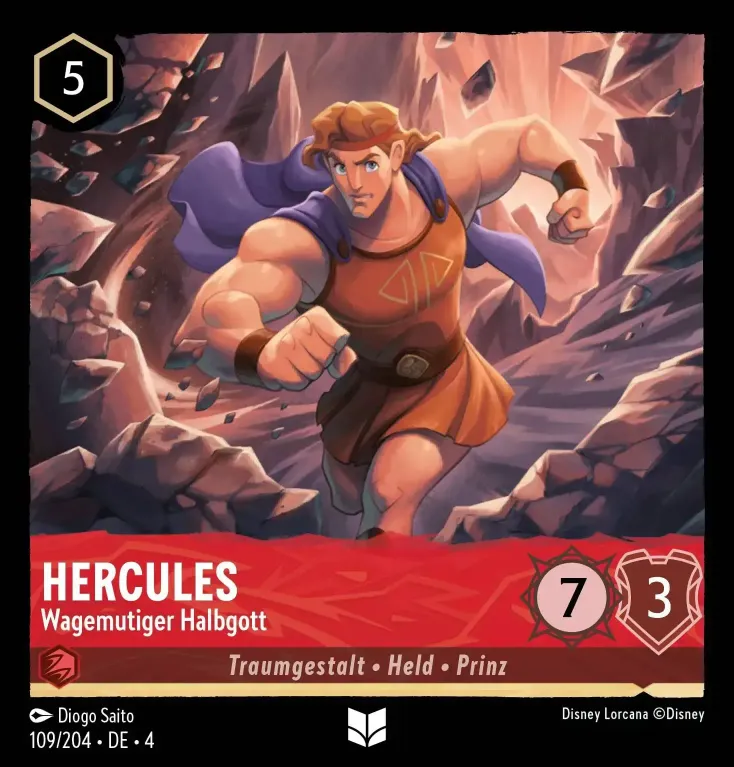 5
HERCULES
Wagemutiger Halbgott
7 3
Traumgestalt • Held • Prinz
Diogo Saito
Disney Lorcana ©Disney
109/204 • DE • 4